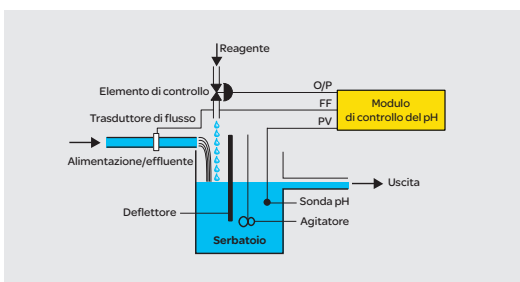 Reagente
Elemento di controllo
O/P
FF
Modulo
di controllo del pH
Trasduttore di flusso
PV
Alimentazione/effluente
Uscita
Sonda pH
Deflettore
Agitatore
Serbatoio